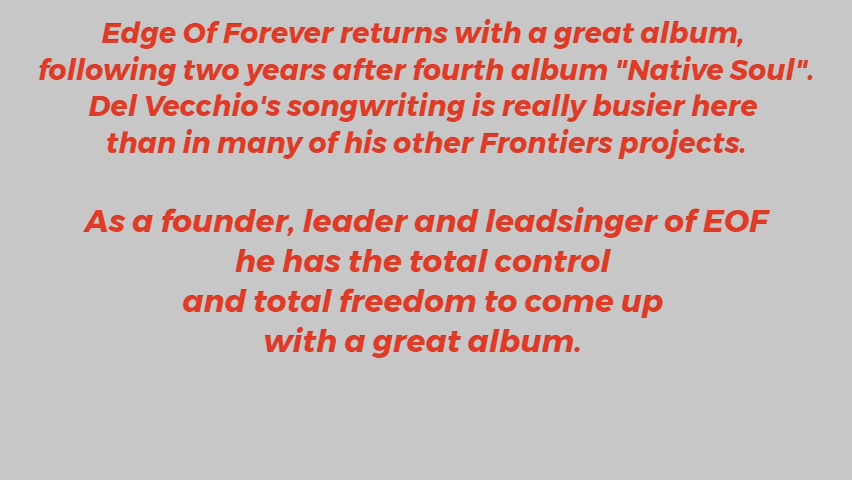 Edge Of Forever returns with a great album,
following two years after fourth album "Native Soul".
Del Vecchio's songwriting is really busier here
than in many of his other Frontiers projects.
As a founder, leader and leadsinger of EOF
he has the total control
and total freedom to come up
with a great album.